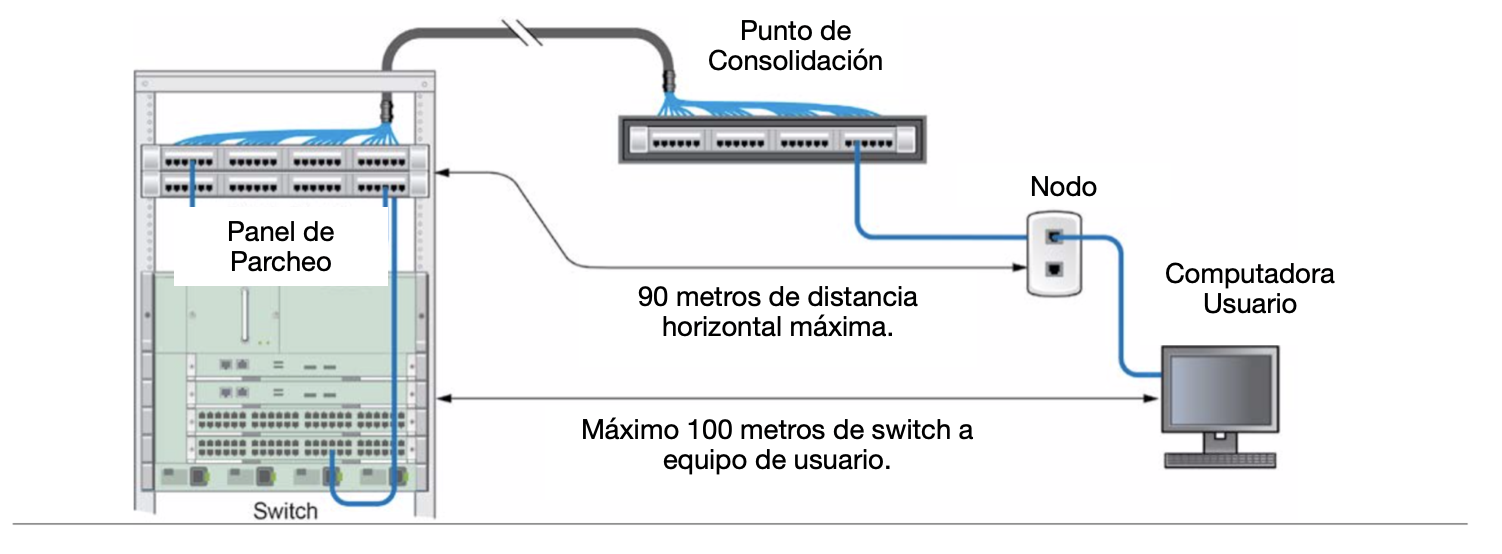 Punto de
Consolidación
Nodo
Panel de
Parcheo
Computadora
Usuario
90 metros de distancia
horizontal máxima.
Máximo 100 metros de switch a
equipo de usuario.
Switch